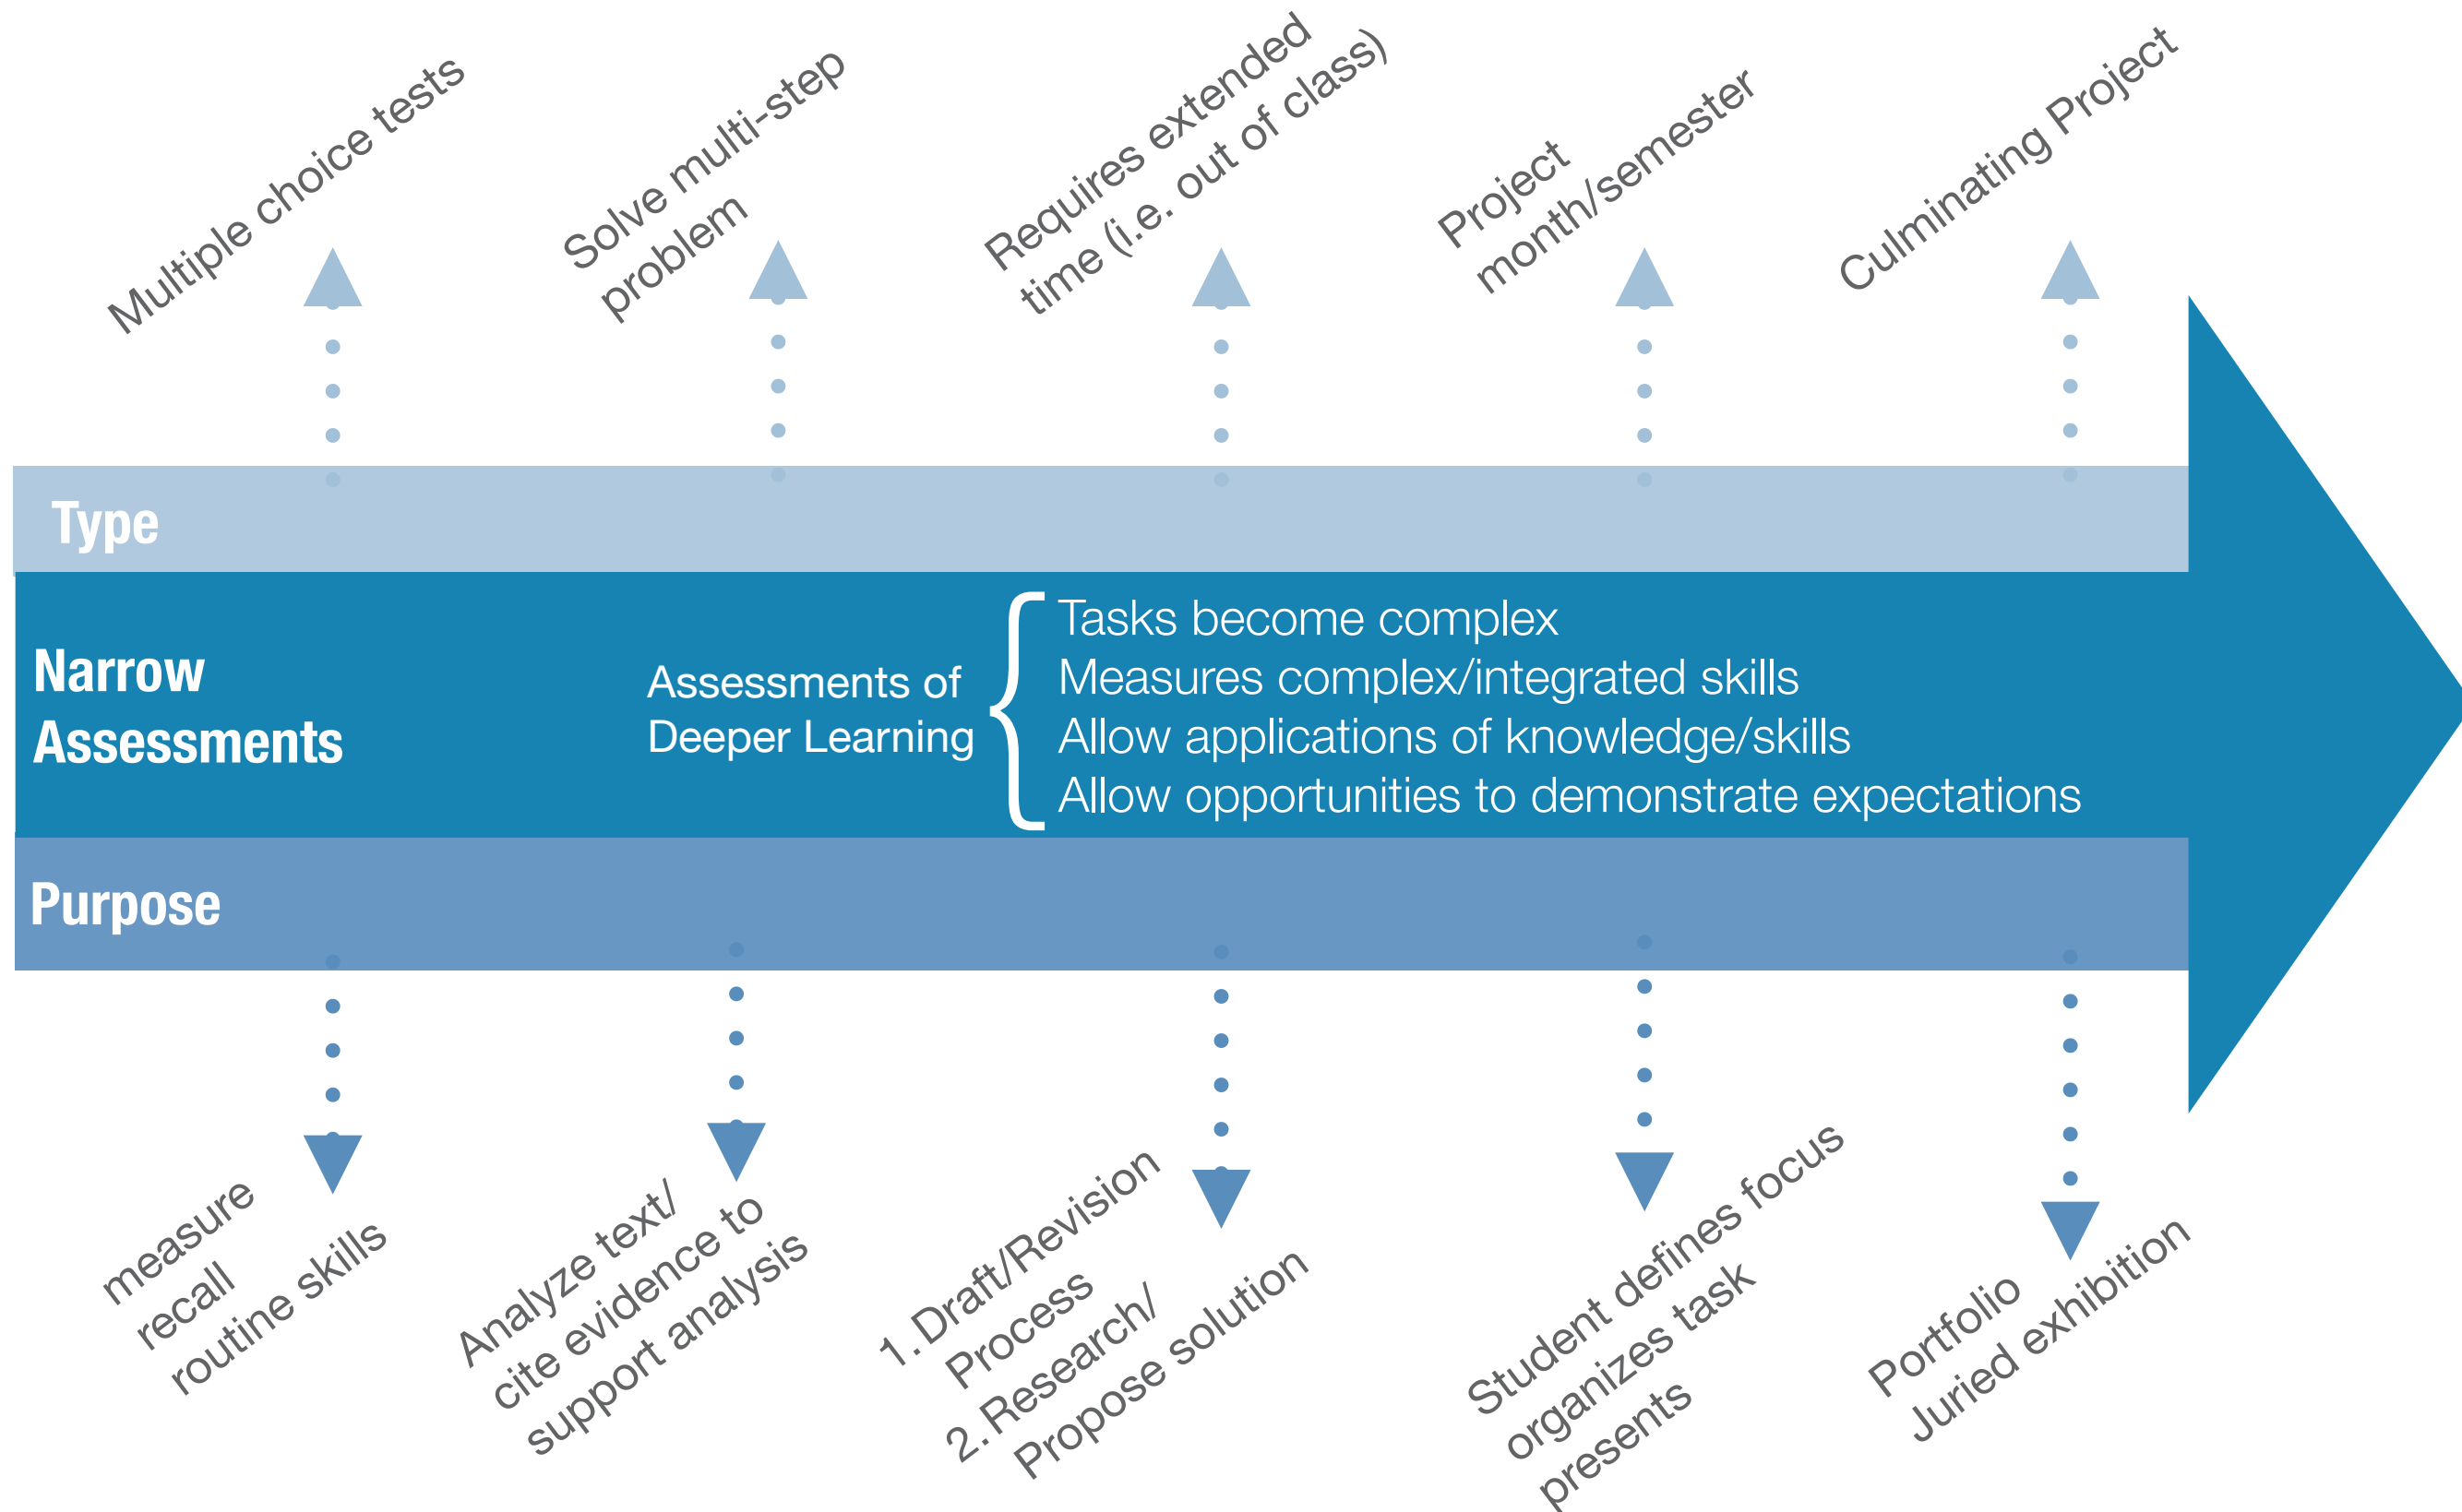 Multiple choice tests
Solve multi-step
problem
Requires extended
time (i.e. out of class)
Project
month/semester
Culminating Project
Type
Narrow
Assessments
Assessments of
Deeper Learning
Tasks become complex
Measures complex/integrated skills
Allow applications of knowledge/skills
Allow opportunities to demonstrate expectations
Purpose
measure
recall
routine skills
Analyze text/
cite evidence to
support analysis
1. Draft/Revision
Process
2. Research/
Propose solution
Student defines focus
organizes task
presents
Portfolio
Juried exhibition